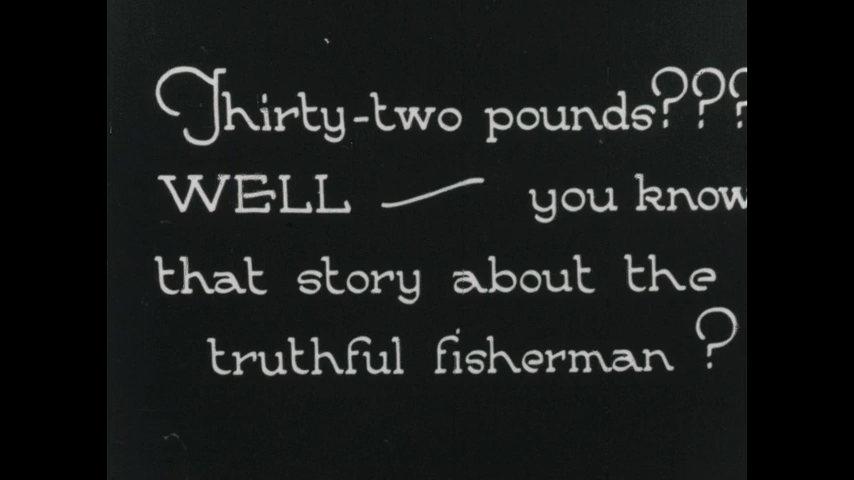 Thirty-two pounds???
WELL — you know
that story about the
truthful fisherman?